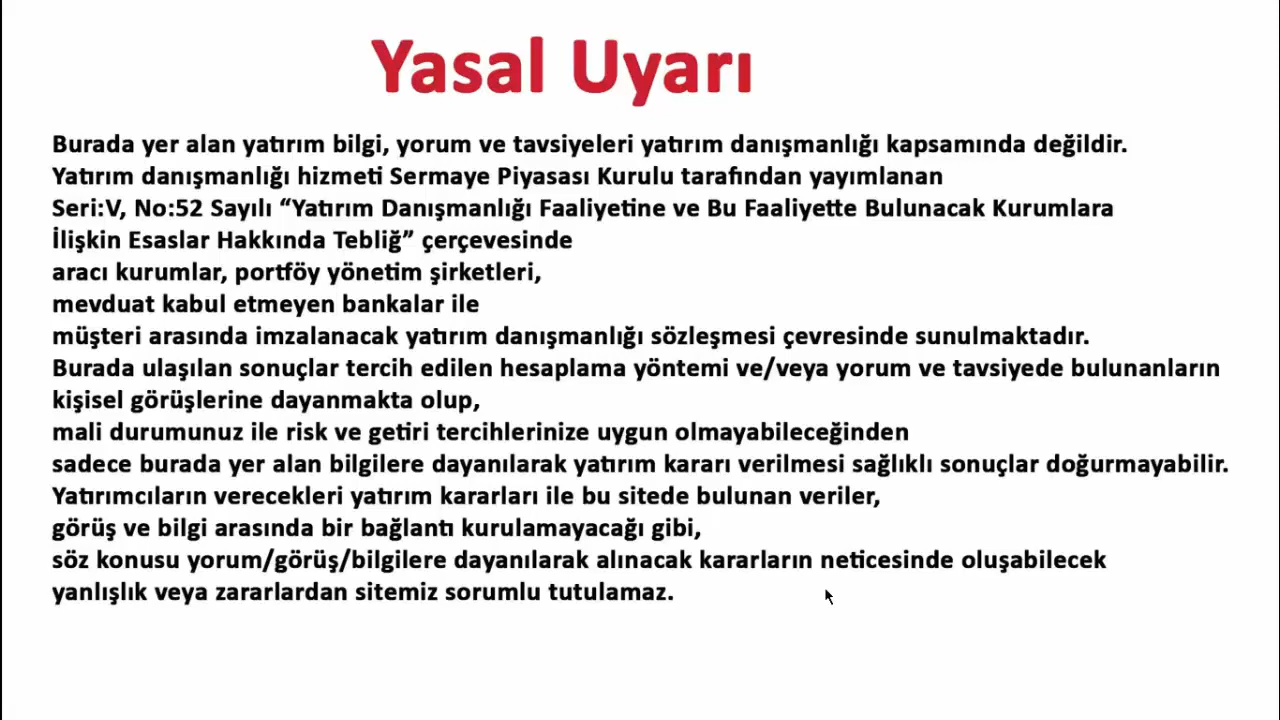 Yasal Uyarı
Burada yer alan yatırım bilgi, yorum ve tavsiyeleri yatırım danışmanlığı kapsamında değildir.
Yatırım danışmanlığı hizmeti Sermaye Piyasası Kurulu tarafından yayımlanan
Seri:V, No:52 Sayılı “Yatırım Danışmanlığı Faaliyetine ve Bu Faaliyette Bulunacak Kurumlara
İlişkin Esaslar Hakkında Tebliğ” çerçevesinde
aracı kurumlar, portföy yönetim şirketleri,
mevduat kabul etmeyen bankalar ile
müşteri arasında imzalanacak yatırım danışmanlığı sözleşmesi çevresinde sunulmaktadır.
Burada ulaşılan sonuçlar tercih edilen hesaplama yöntemi ve/veya yorum ve tavsiyede bulunanların
kişisel görüşlerine dayanmakta olup,
mali durumunuz ile risk ve getiri tercihlerinize uygun olmayabileceğinden
sadece burada yer alan bilgilere dayanılarak yatırım kararı verilmesi sağlıklı sonuçlar doğurmayabilir.
Yatırımcıların verecekleri yatırım kararları ile bu sitede bulunan veriler,
görüş ve bilgi arasında bir bağlantı kurulamayacağı gibi,
söz konusu yorum/görüş/bilgilere dayanılarak alınacak kararların neticesinde oluşabilecek
yanlışlık veya zararlardan sitemiz sorumlu tutulamaz.